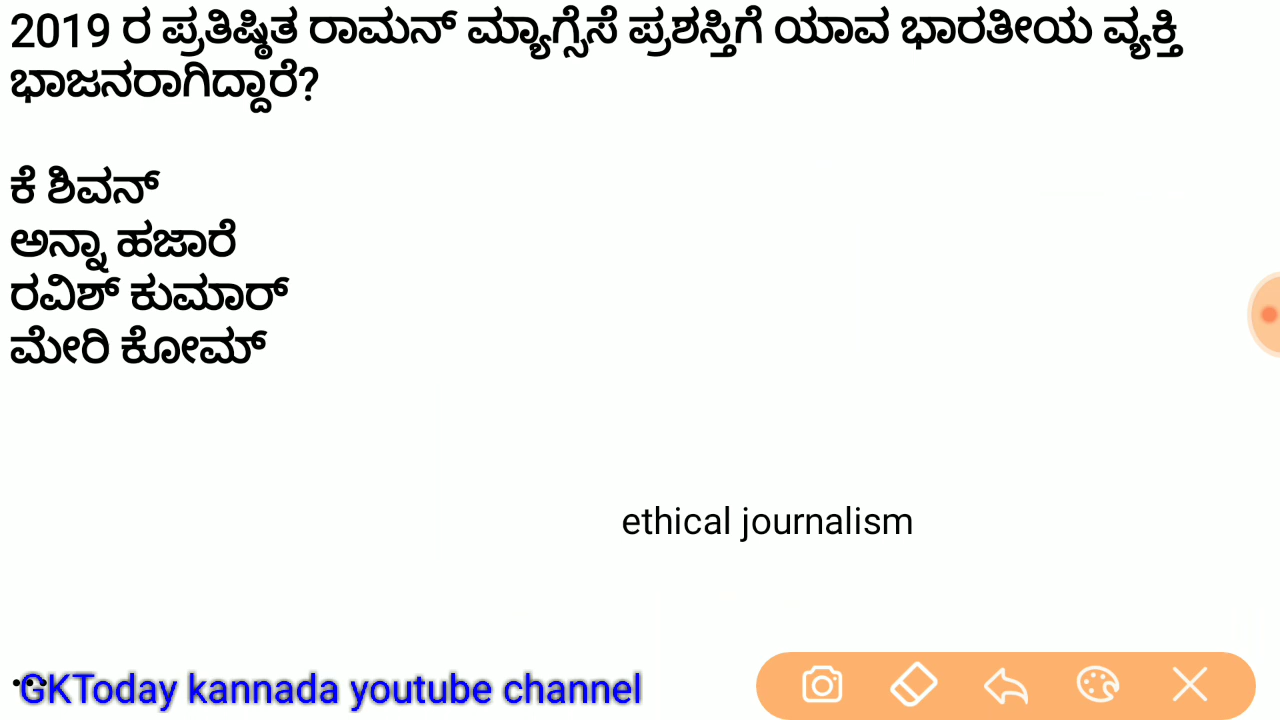 2019 ರ ಪ್ರತಿಷ್ಠಿತ ರಾಮನ್ ಮ್ಯಾಗ್ಸೆಸೆ ಪ್ರಶಸ್ತಿಗೆ ಯಾವ ಭಾರತೀಯ ವ್ಯಕ್ತಿ
ಭಾಜನರಾಗಿದ್ದಾರೆ?
ಕೆ ಶಿವನ್
ಅನ್ನಾ ಹಜಾರೆ
ರವಿಶ್ ಕುಮಾರ್
ಮೇರಿ ಕೋಮ್
ethical journalism
GKToday kannada youtube channel